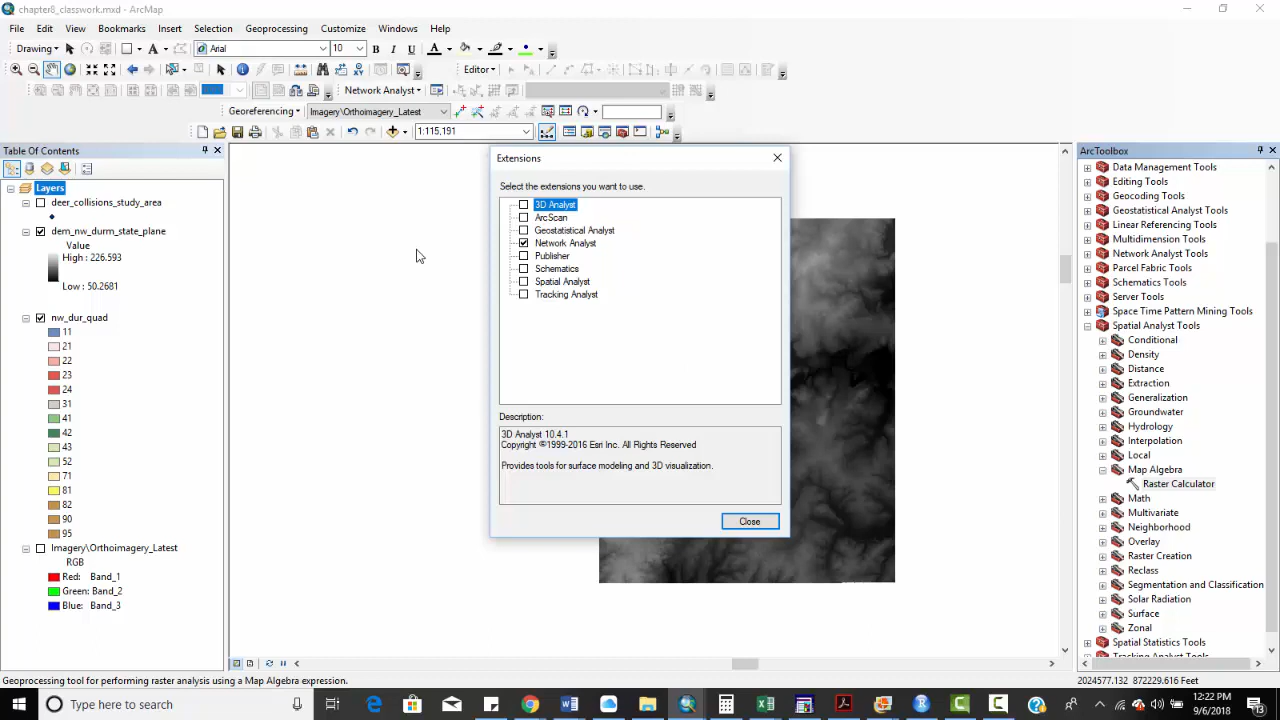 chapter8_classwork.mxd - ArcMap
File Edit View Bookmarks Insert Selection Geoprocessing Customize Windows Help
Drawing Arial 10 B I U A
Editor
Network Analyst
Georeferencing Imagery\Orthoimagery_Latest
1:115,191
Table Of Contents
Layers
deer_collisions_study_area
dem_nw_durm_state_plane
Value
High : 226.593
Low : 50.2681
nw_dur_quad
11
21
22
23
24
31
41
42
43
52
71
81
82
90
95
Imagery\Orthoimagery_Latest
RGB
Red: Band_1
Green: Band_2
Blue: Band_3
Extensions
Select the extensions you want to use.
3D Analyst
ArcScan
Geostatistical Analyst
Network Analyst
Publisher
Schematics
Spatial Analyst
Tracking Analyst
Description:
3D Analyst 10.4.1
Copyright ©1999-2016 Esri Inc. All Rights Reserved
Provides tools for surface modeling and 3D visualization.
Close
ArcToolbox
Data Management Tools
Editing Tools
Geocoding Tools
Geostatistical Analyst Tools
Linear Referencing Tools
Multidimension Tools
Network Analyst Tools
Parcel Fabric Tools
Schematics Tools
Server Tools
Space Time Pattern Mining Tools
Spatial Analyst Tools
Conditional
Density
Distance
Extraction
Generalization
Groundwater
Hydrology
Interpolation
Local
Map Algebra
Raster Calculator
Math
Multivariate
Neighborhood
Overlay
Raster Creation
Reclass
Segmentation and Classification
Solar Radiation
Surface
Zonal
Spatial Statistics Tools
Tracking Analyst Tools
Geoprocessing tool for performing raster analysis using a Map Algebra expression.
2024577.132 872229.616 Feet
Type here to search
12:22 PM
9/6/2018